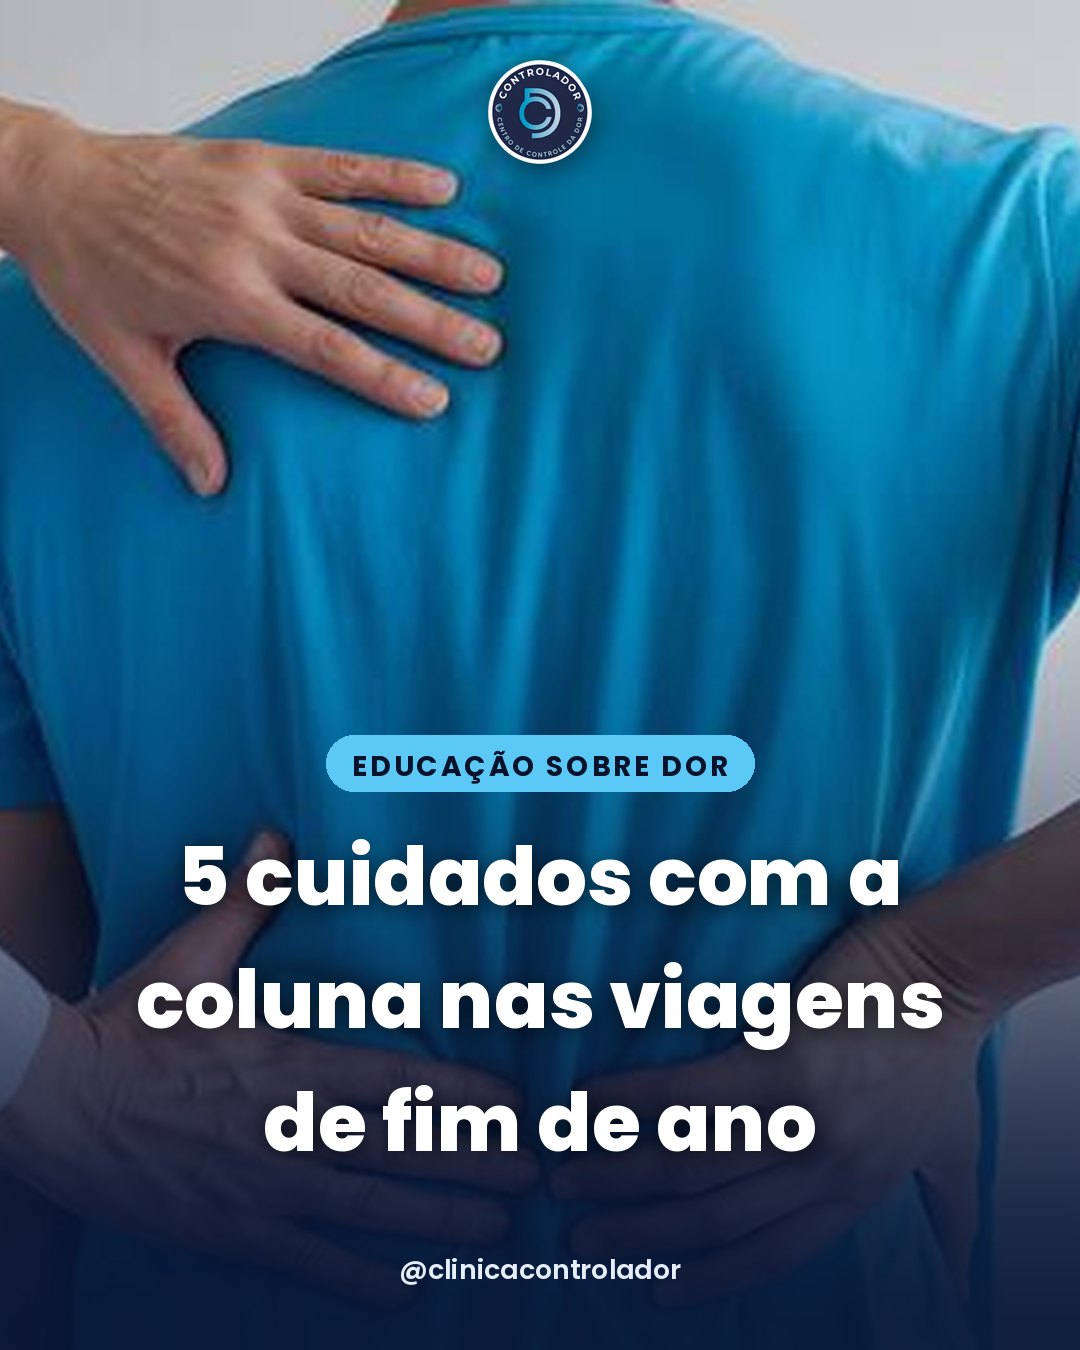 CONTROLADOR
CENTRO DE CONTROLE DA DOR
EDUCAÇÃO SOBRE DOR
5 cuidados com a
coluna nas viagens
de fim de ano
@clinicacontrolador